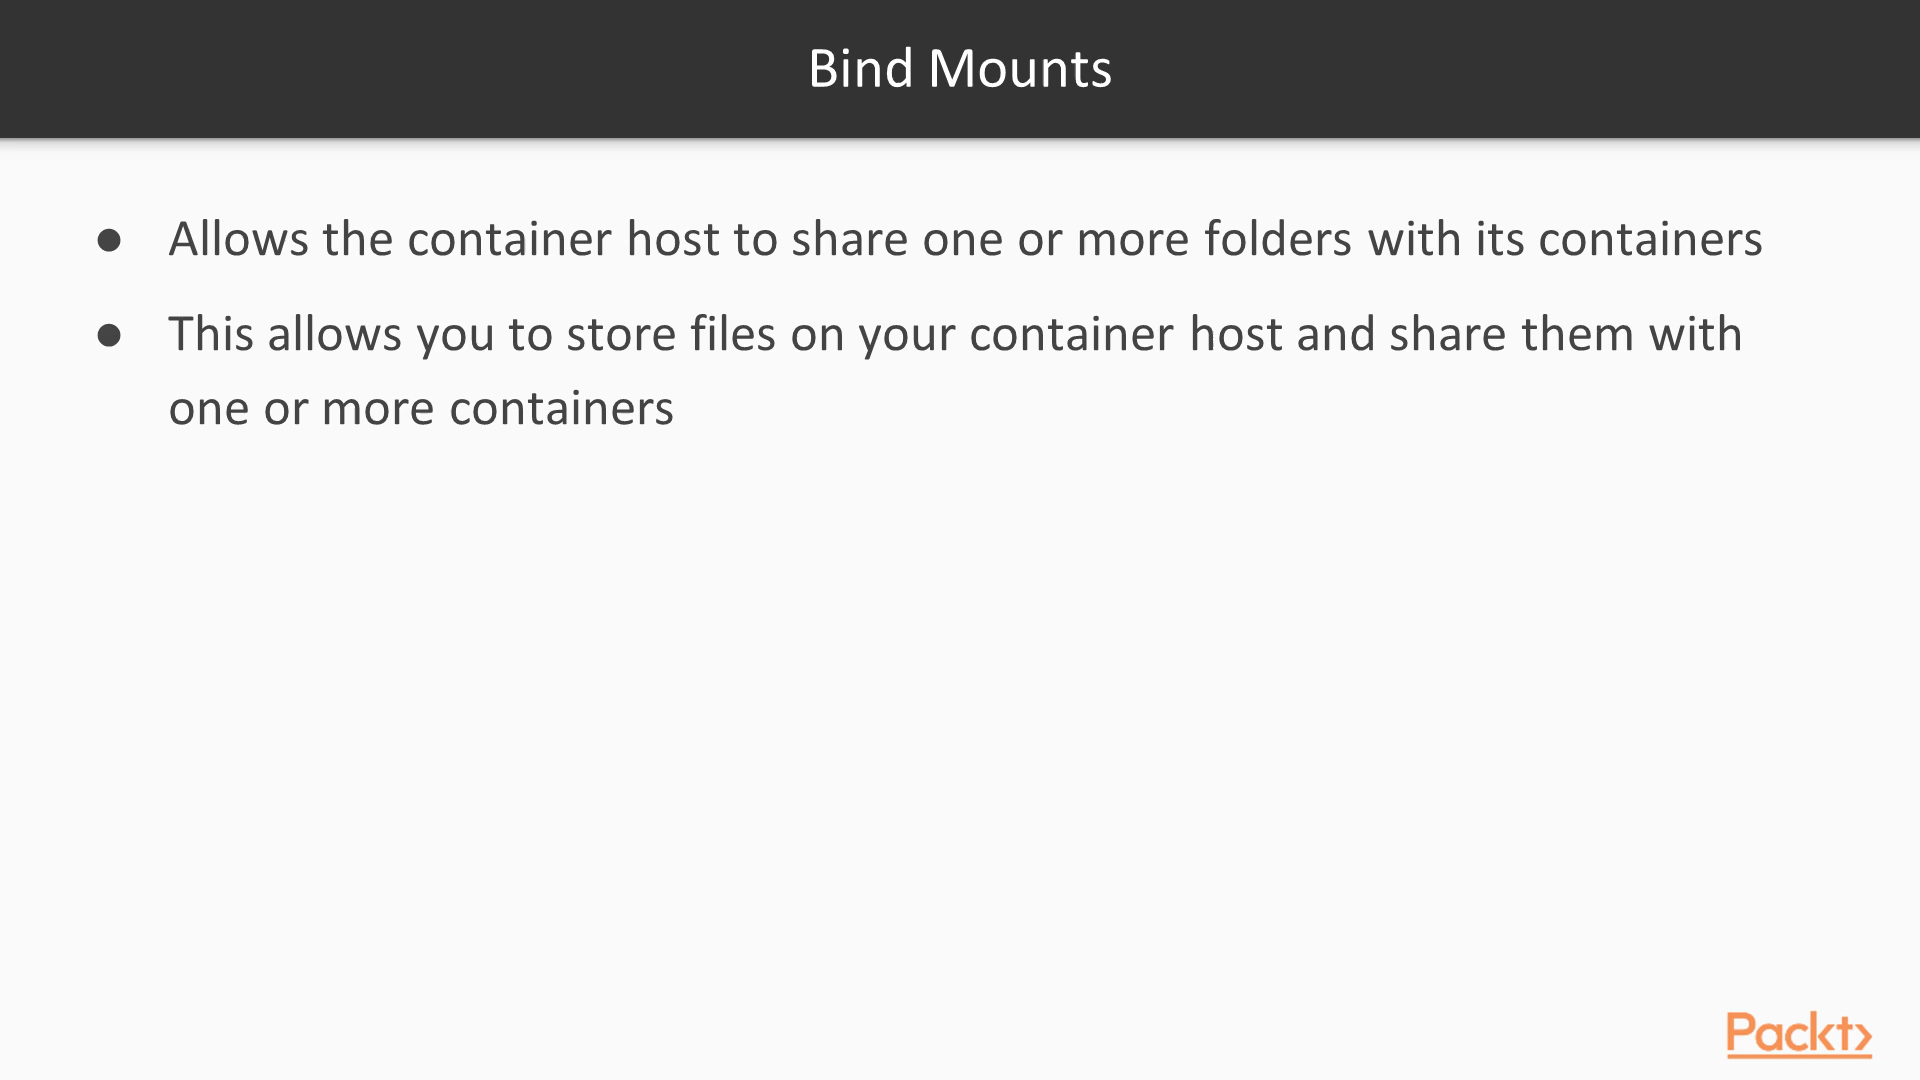 Bind Mounts
● Allows the container host to share one or more folders with its containers
● This allows you to store files on your container host and share them with
one or more containers
Packt>